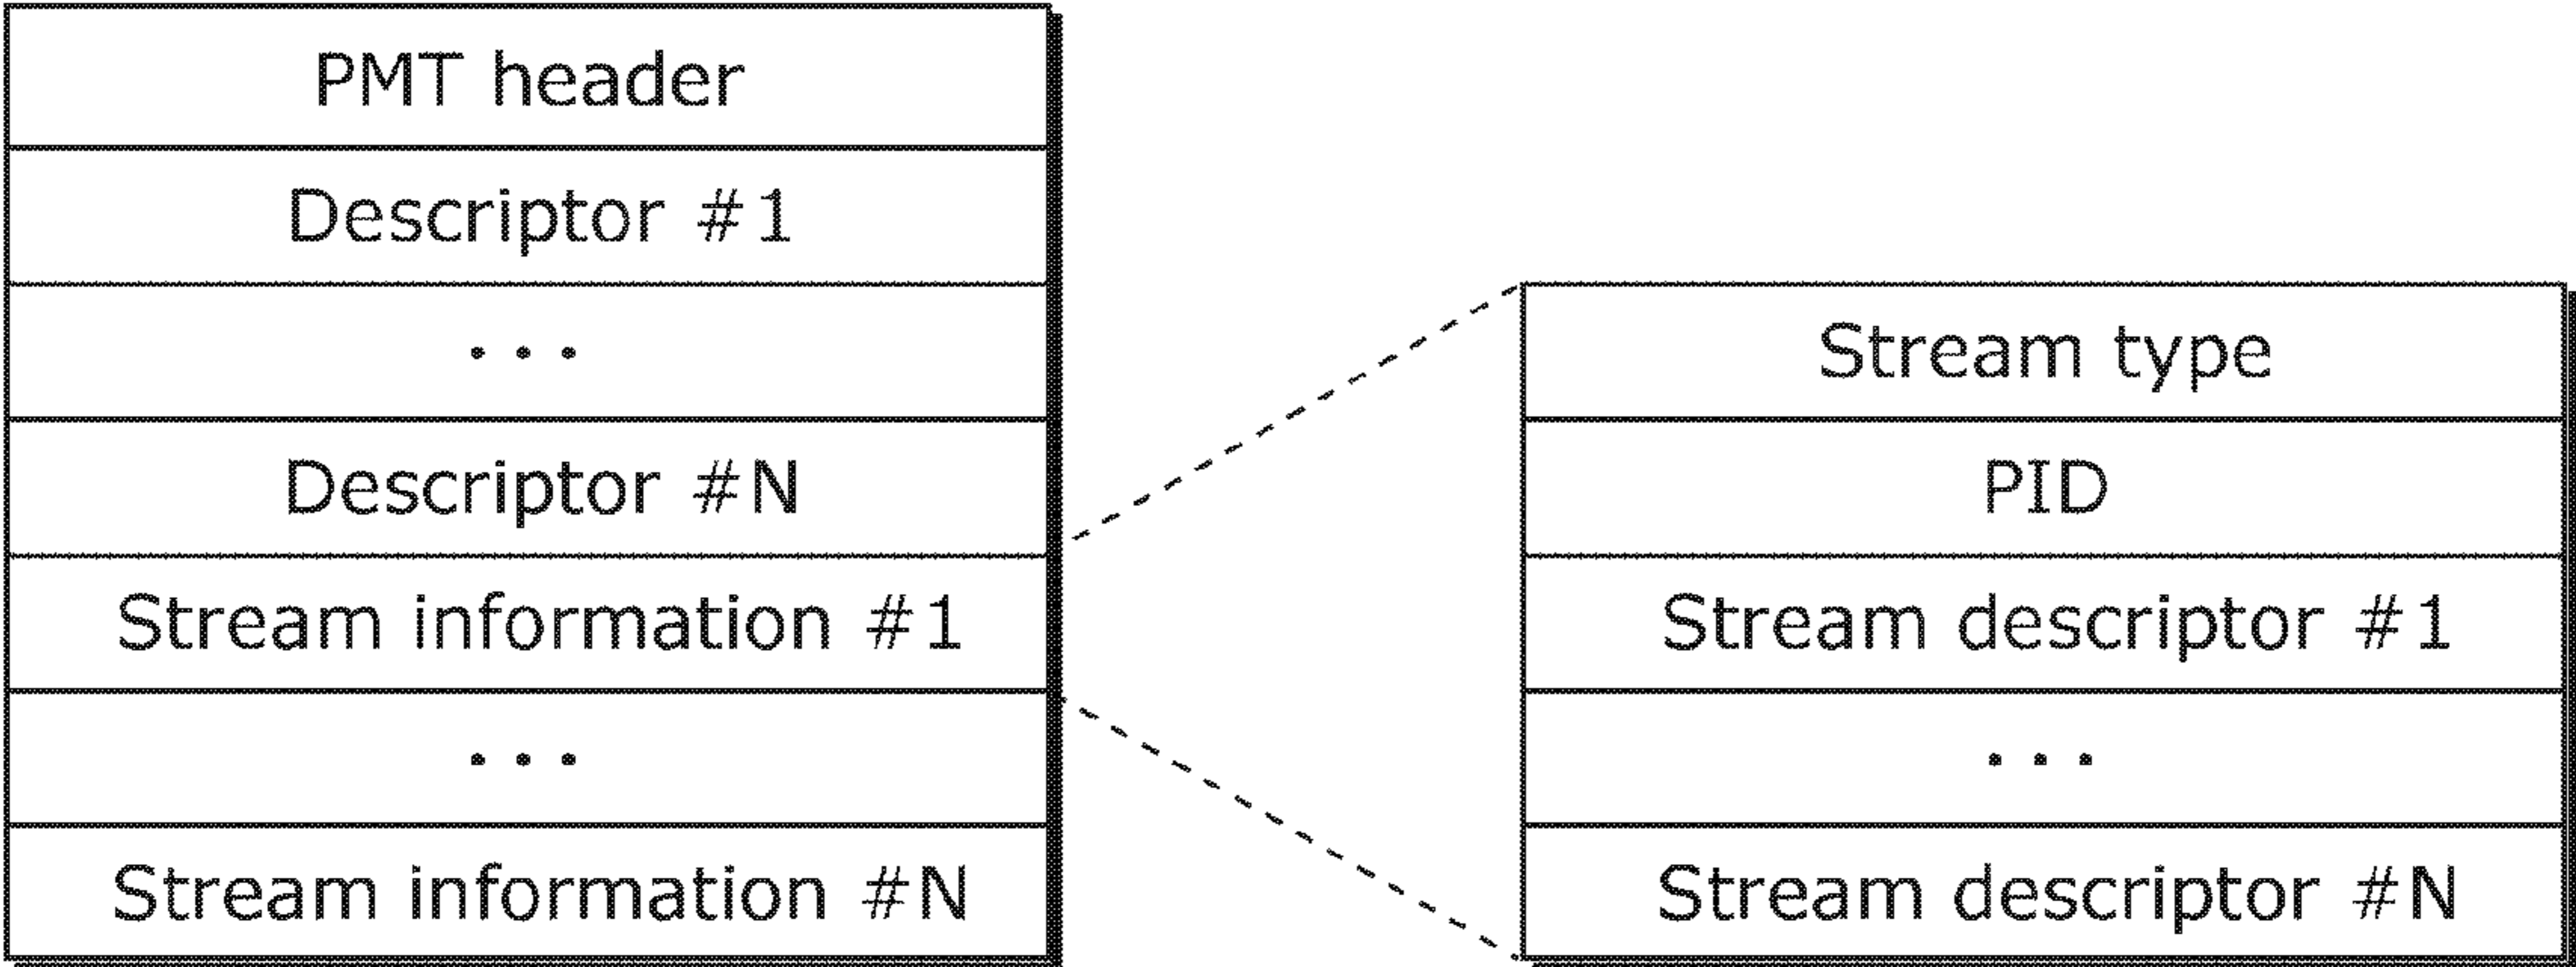 PMT header
Descriptor #1
...
Descriptor #N
Stream information #1
...
Stream information #N
Stream type
PID
Stream descriptor #1
...
Stream descriptor #N